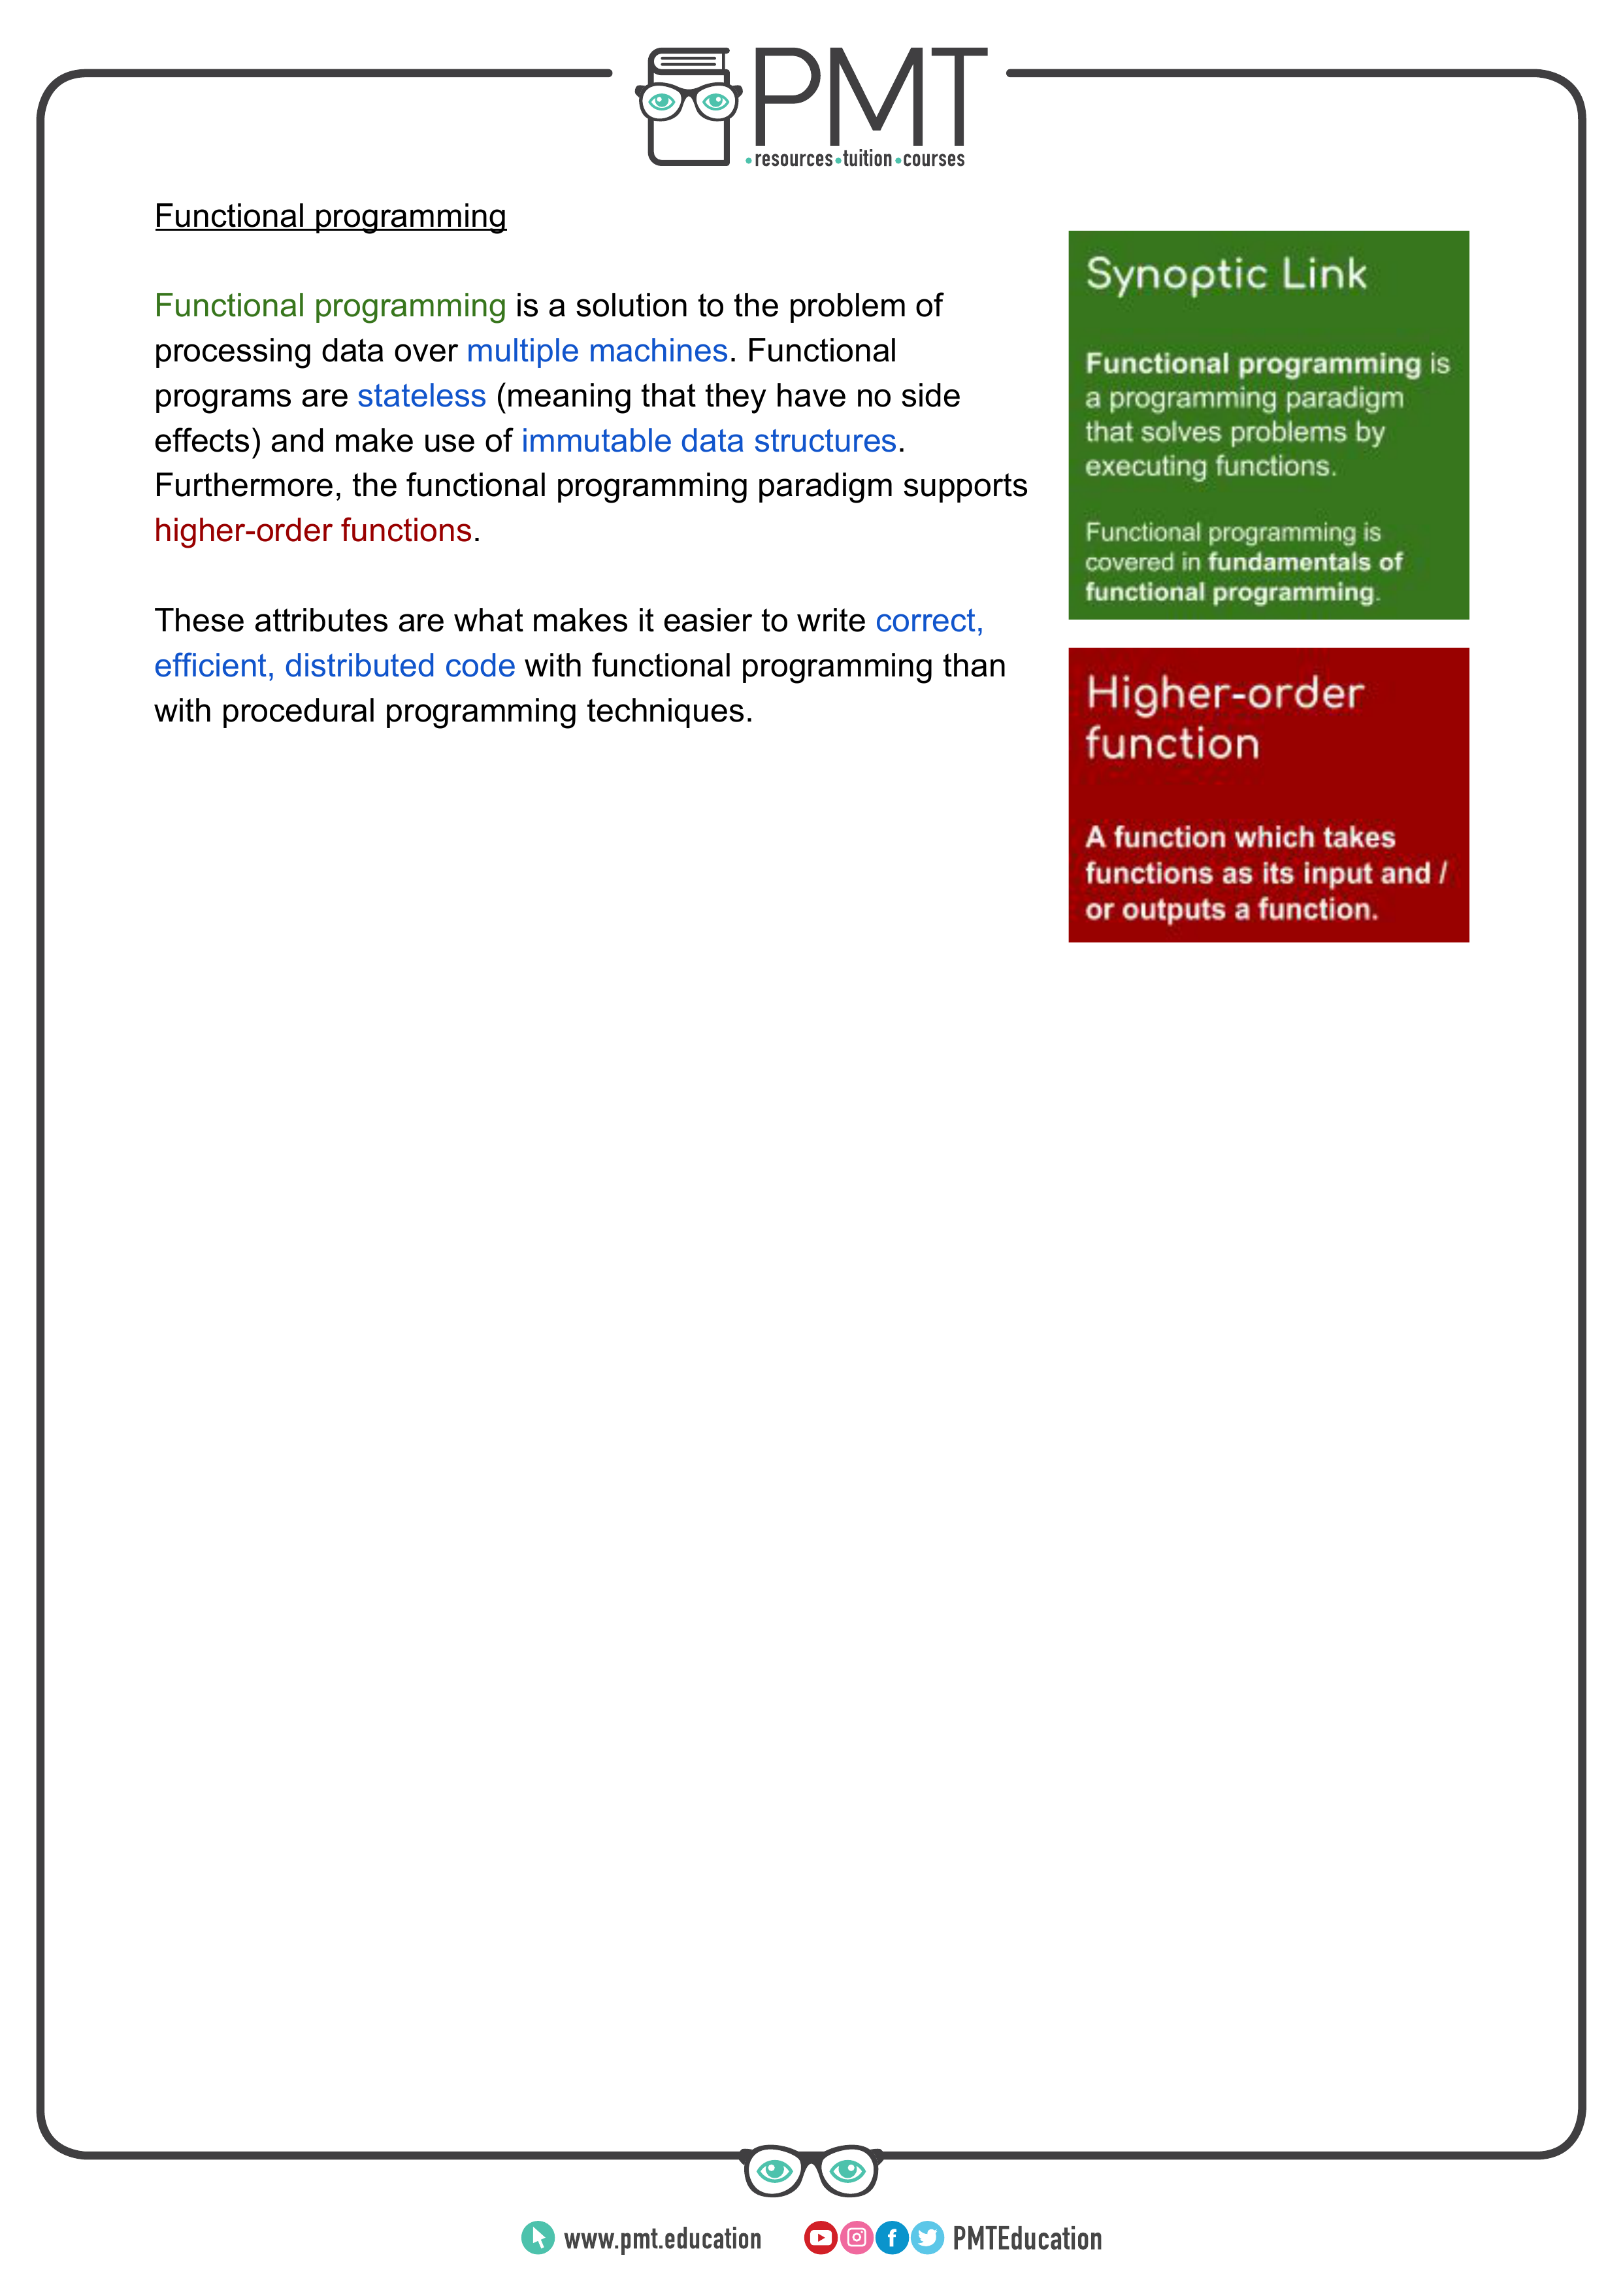 PMT
resources tuition courses
Functional programming
Functional programming is a solution to the problem of
processing data over multiple machines. Functional
programs are stateless (meaning that they have no side
effects) and make use of immutable data structures.
Furthermore, the functional programming paradigm supports
higher-order functions.
These attributes are what makes it easier to write correct,
efficient, distributed code with functional programming than
with procedural programming techniques.
Synoptic Link
Functional programming is
a programming paradigm
that solves problems by
executing functions.
Functional programming is
covered in fundamentals of
functional programming.
Higher-order
function
A function which takes
functions as its input and /
or outputs a function.
www.pmt.education
PMTEducation